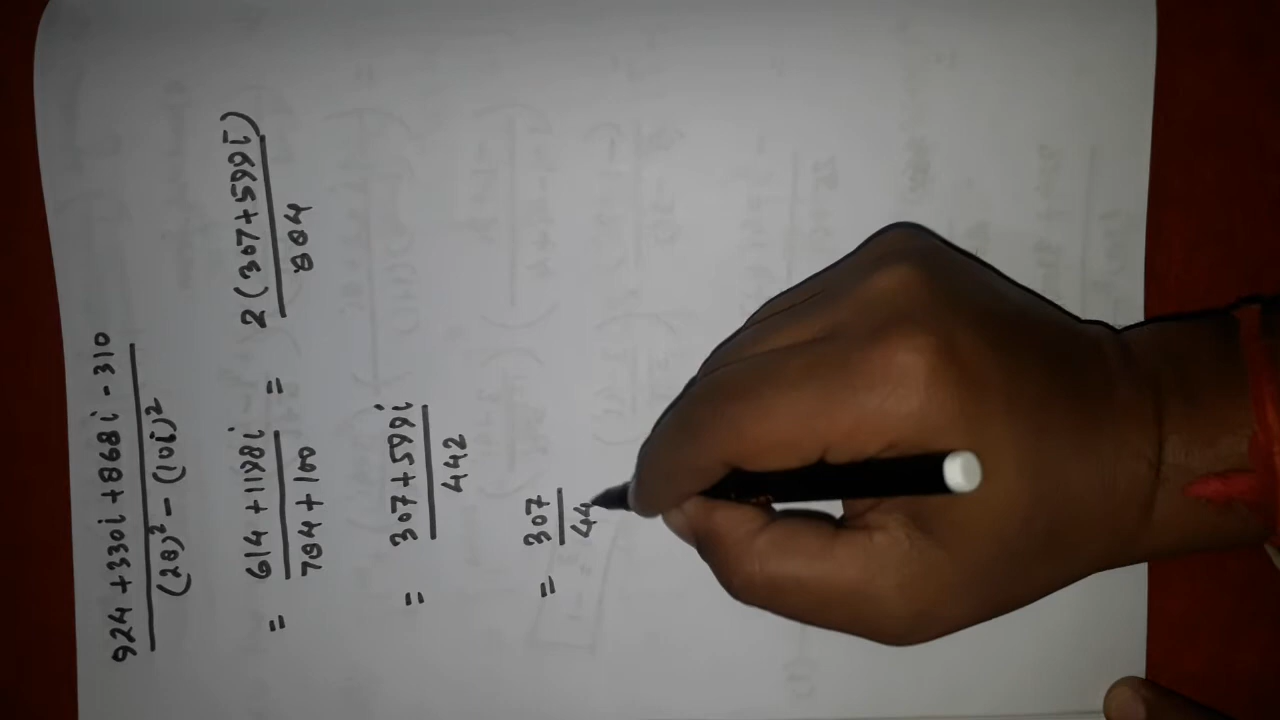 924 + 330i + 868i - 310
(28)² - (10i)²
= 614 + 1198i = 2 (307 + 599i)
784 + 100 884
= 307 + 599i
442
= 307
44